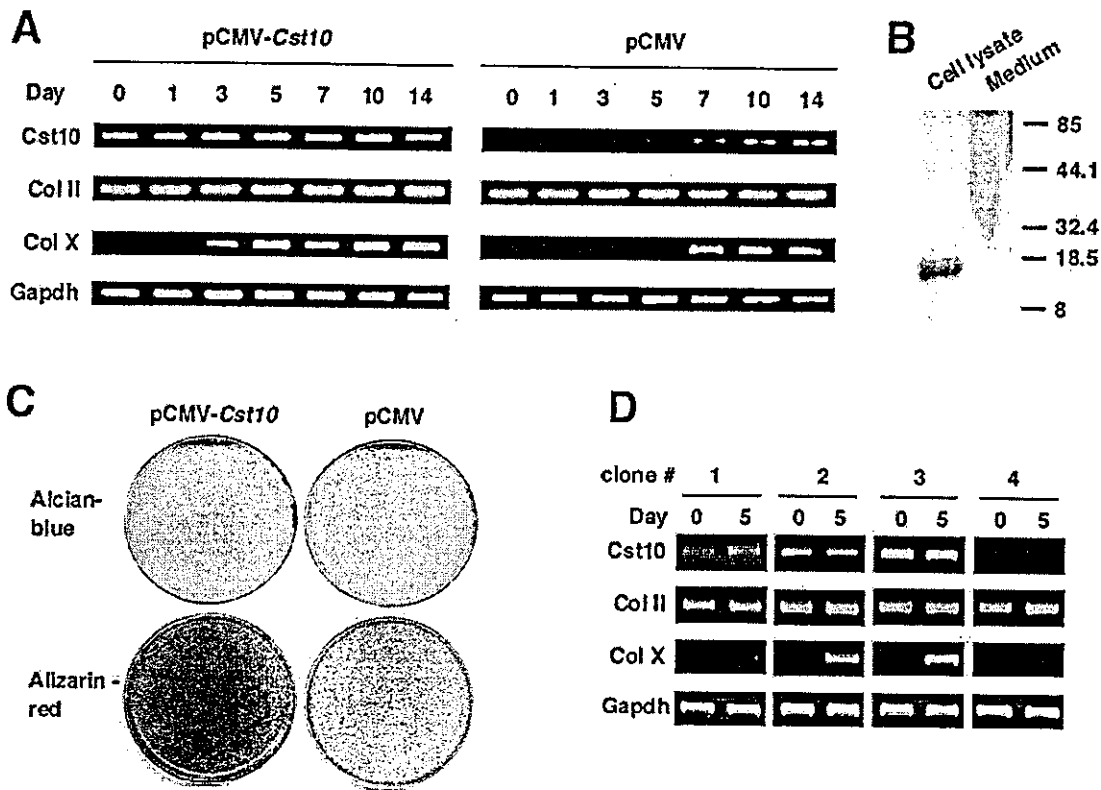 A
pCMV-Cst10 pCMV
Day 0 1 3 5 7 10 14 0 1 3 5 7 10 14
Cst10
Col II
Col X
Gapdh
B
Cell lysate
Medium
85
44.1
32.4
18.5
8
C
pCMV-Cst10 pCMV
Alcian-
blue
Alizarin-
red
D
clone # 1 2 3 4
Day 0 5 0 5 0 5 0 5
Cst10
Col II
Col X
Gapdh